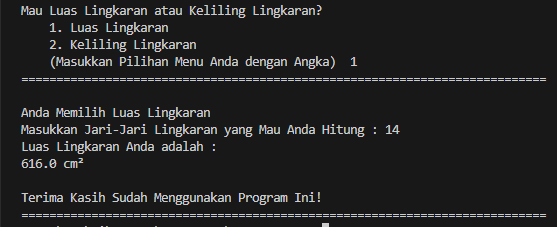 Mau Luas Lingkaran atau Keliling Lingkaran?
1. Luas Lingkaran
2. Keliling Lingkaran
(Masukkan Pilihan Menu Anda dengan Angka)  1
===========================================================================
Anda Memilih Luas Lingkaran
Masukkan Jari-Jari Lingkaran yang Mau Anda Hitung : 14
Luas Lingkaran Anda adalah :
616.0 cm²
Terima Kasih Sudah Menggunakan Program Ini!
===========================================================================